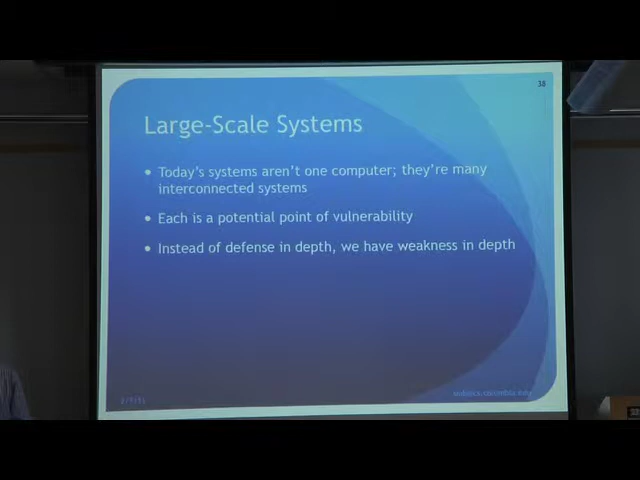 38
Large-Scale Systems
• Today's systems aren't one computer; they're many
interconnected systems
• Each is a potential point of vulnerability
• Instead of defense in depth, we have weakness in depth